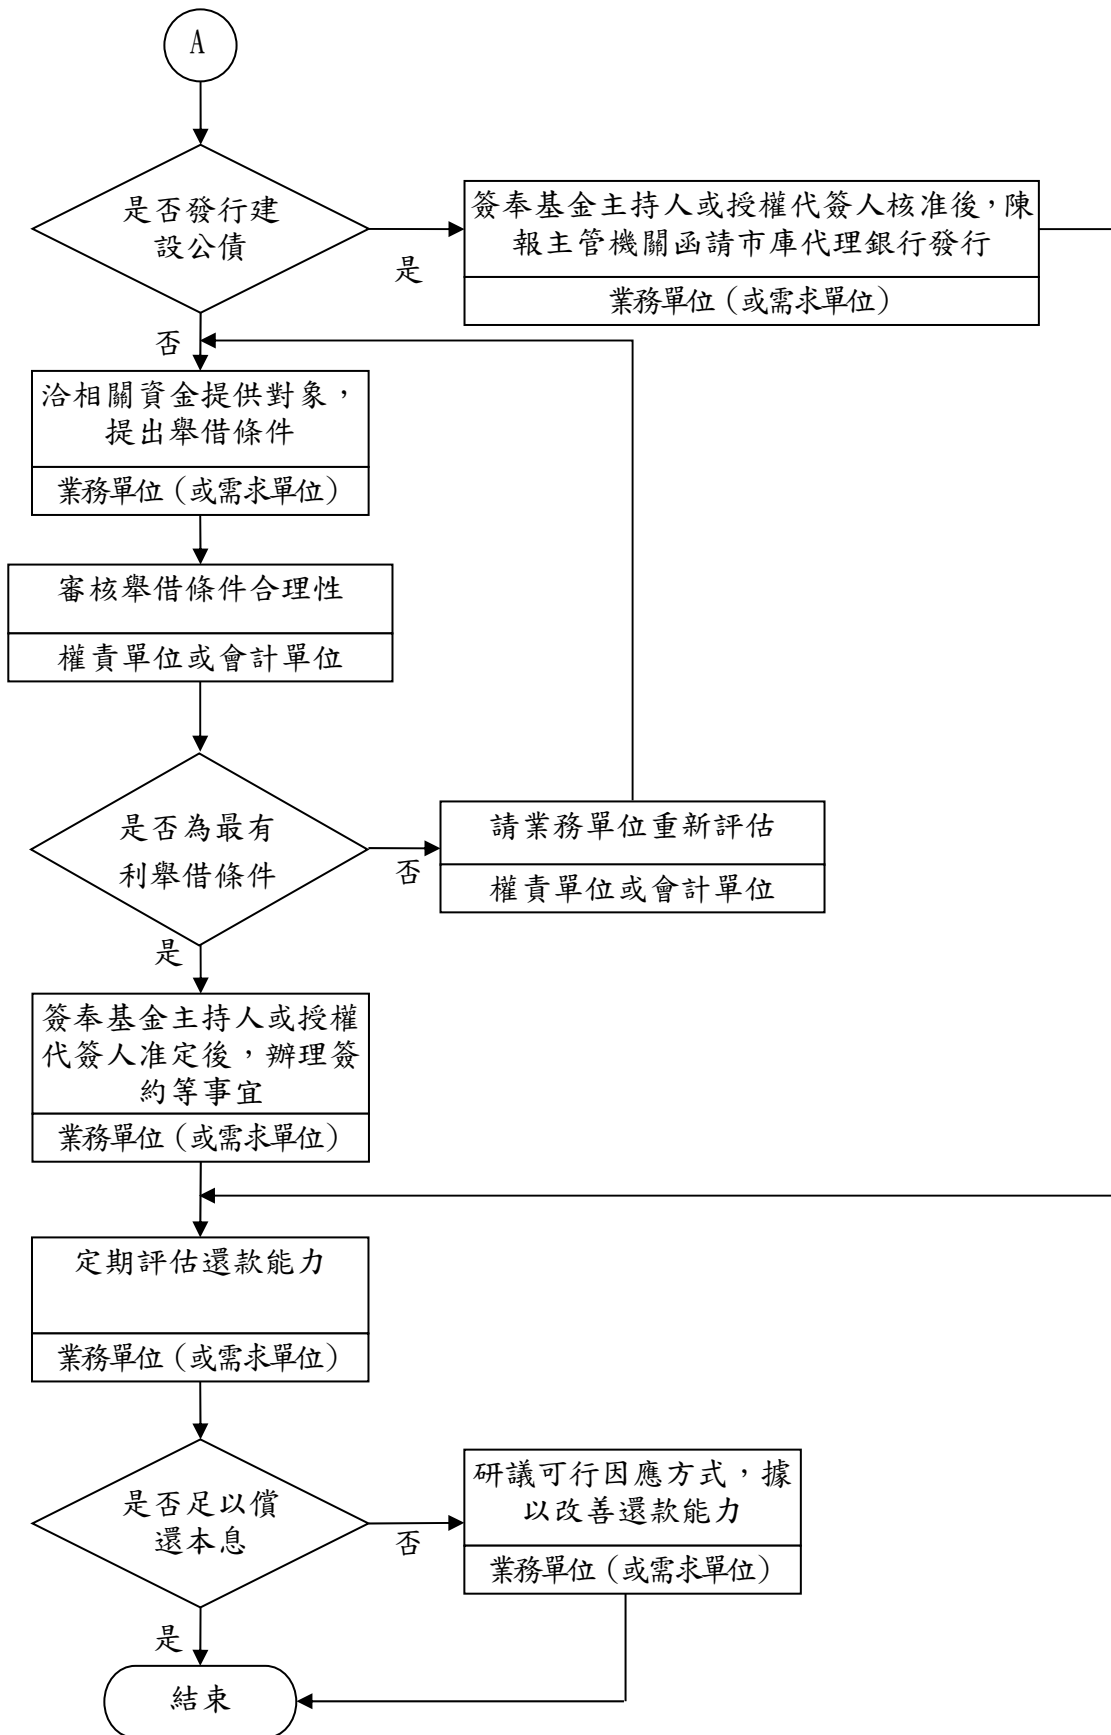 A
是否發行建
設公債
是
簽奉基金主持人或授權代簽人核准後，陳
報主管機關函請市庫代理銀行發行
業務單位（或需求單位）
否
洽相關資金提供對象，
提出舉借條件
業務單位（或需求單位）
審核舉借條件合理性
權責單位或會計單位
是否為最有
利舉借條件
否
請業務單位重新評估
權責單位或會計單位
是
簽奉基金主持人或授權
代簽人准定後，辦理簽
約等事宜
業務單位（或需求單位）
定期評估還款能力
業務單位（或需求單位）
是否足以償
還本息
否
研議可行因應方式，據
以改善還款能力
業務單位（或需求單位）
是
結束